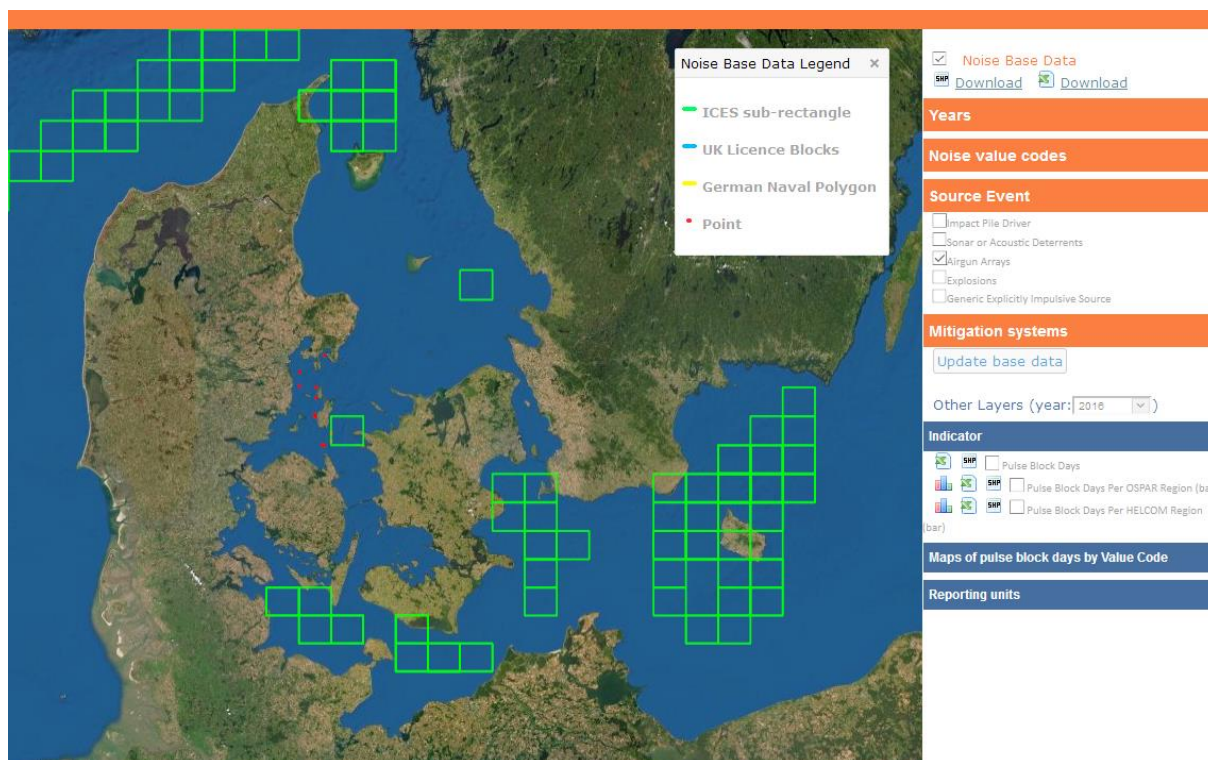 Noise Base Data Legend ×
ICES sub-rectangle
UK Licence Blocks
German Naval Polygon
Point
Noise Base Data
SHP Download Download
Years
Noise value codes
Source Event
Impact Pile Driver
Sonar or Acoustic Deterrents
Airgun Arrays
Explosions
Generic Explicitly Impulsive Source
Mitigation systems
Update base data
Other Layers (year: 2016 )
Indicator
SHP Pulse Block Days
SHP Pulse Block Days Per OSPAR Region (ba
SHP Pulse Block Days Per HELCOM Region
(bar)
Maps of pulse block days by Value Code
Reporting units